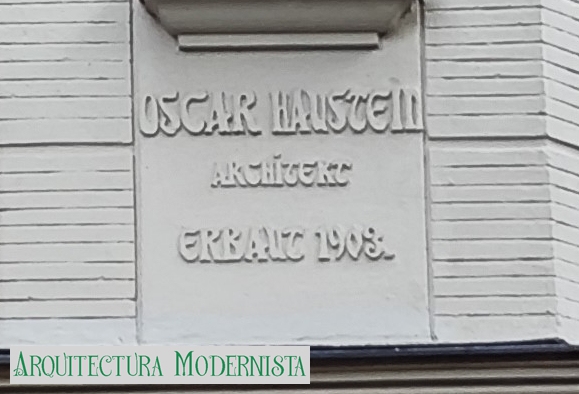 OSCAR HAUSTEIN
ARCHITEKT
ERBAUT 1903.
ARQUITECTURA MODERNISTA